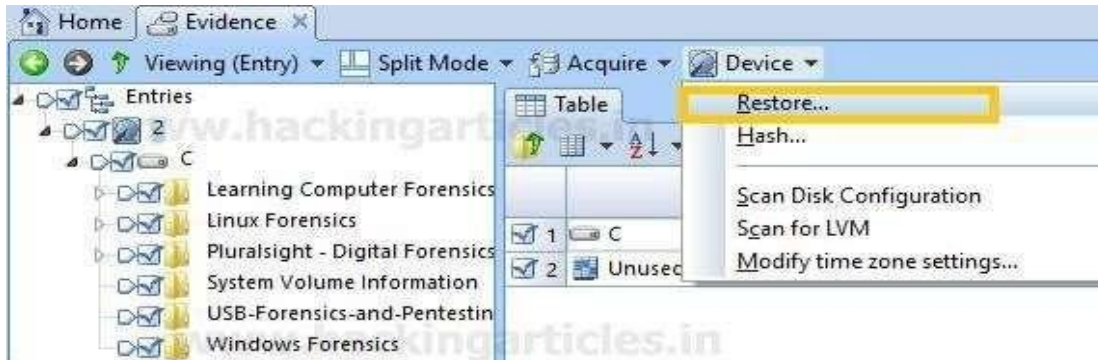 Home Evidence
Viewing (Entry) Split Mode Acquire Device
Entries
2
C
Learning Computer Forensics
Linux Forensics
Pluralsight - Digital Forensics
System Volume Information
USB-Forensics-and-Pentestin
Windows Forensics
Table
1 C
2 Unused
Restore...
Hash...
Scan Disk Configuration
Scan for LVM
Modify time zone settings...
www.hackingarticles.in
www.hackingarticles.in